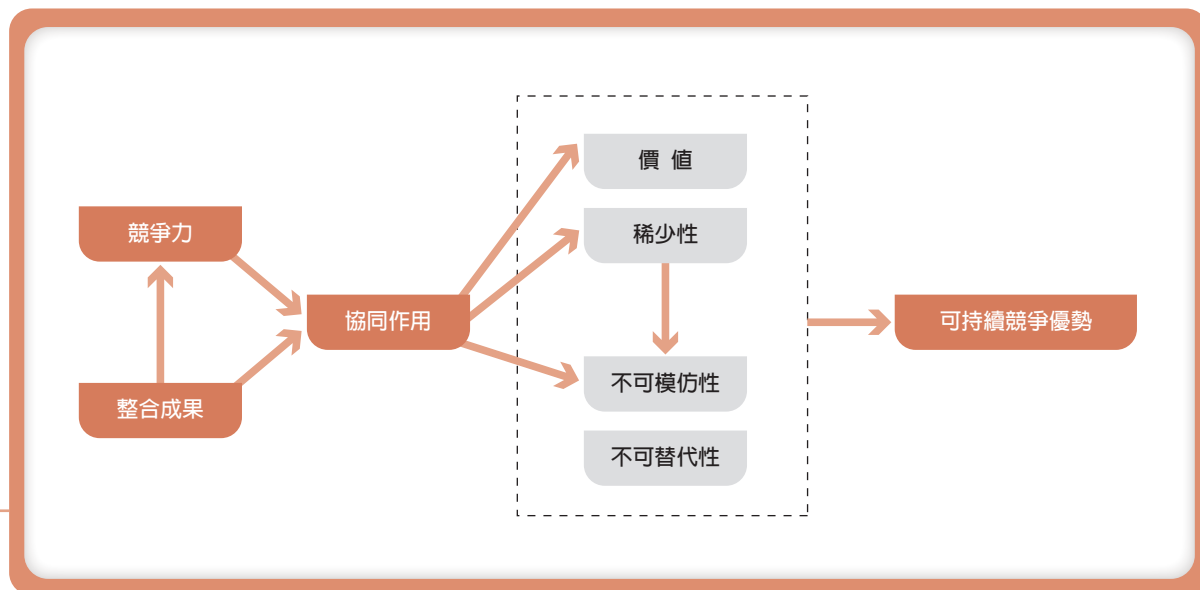 價 值
競爭力
稀少性
協同作用
可持續競爭優勢
整合成果
不可模仿性
不可替代性